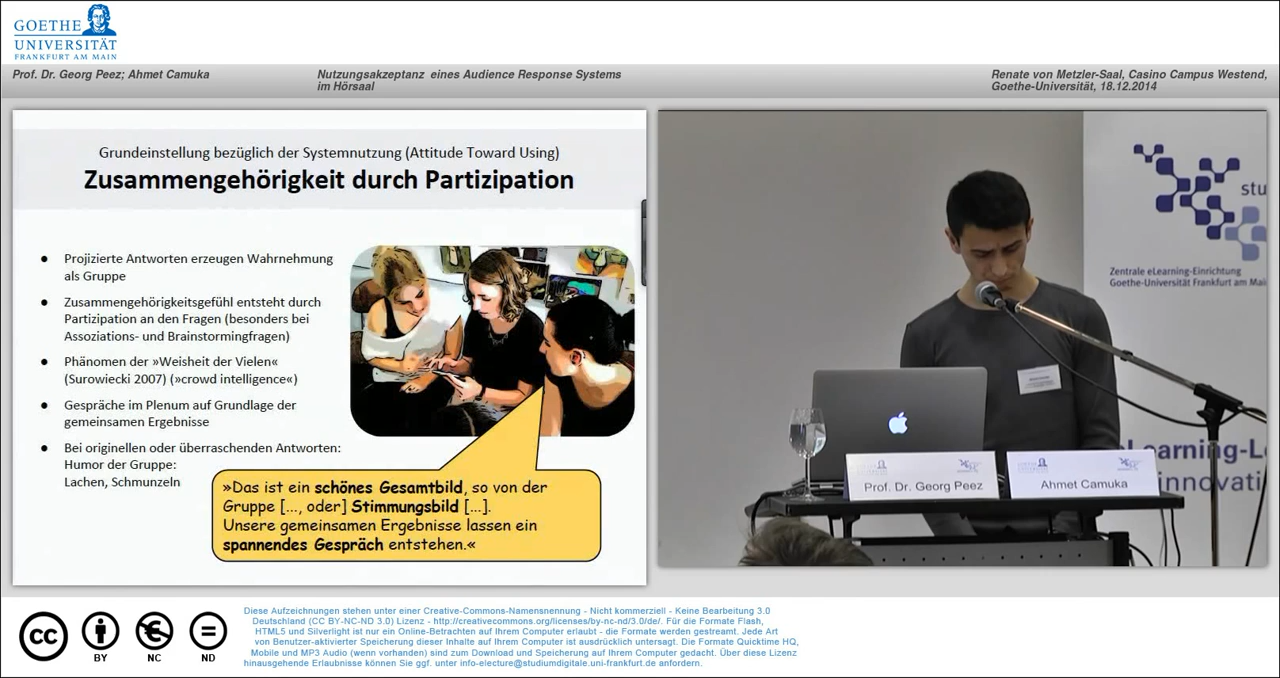 GOETHE
UNIVERSITÄT
FRANKFURT AM MAIN
Prof. Dr. Georg Peez; Ahmet Camuka
Nutzungsakzeptanz eines Audience Response Systems
im Hörsaal
Renate von Metzler-Saal, Casino Campus Westend,
Goethe-Universität, 18.12.2014
Grundeinstellung bezüglich der Systemnutzung (Attitude Toward Using)
Zusammengehörigkeit durch Partizipation
● Projizierte Antworten erzeugen Wahrnehmung
als Gruppe
● Zusammengehörigkeitsgefühl entsteht durch
Partizipation an den Fragen (besonders bei
Assoziations- und Brainstormingfragen)
● Phänomen der »Weisheit der Vielen«
(Surowiecki 2007) (»crowd intelligence«)
● Gespräche im Plenum auf Grundlage der
gemeinsamen Ergebnisse
● Bei originellen oder überraschenden Antworten:
Humor der Gruppe:
Lachen, Schmunzeln
»Das ist ein schönes Gesamtbild, so von der
Gruppe [..., oder] Stimmungsbild [...].
Unsere gemeinsamen Ergebnisse lassen ein
spannendes Gespräch entstehen.«
stu
Zentrale eLearning-Einrichtung
Goethe-Universität Frankfurt am Mai
eLearning-L
innovati
Prof. Dr. Georg Peez
Ahmet Camuka
cc
BY
NC
ND
Diese Aufzeichnungen stehen unter einer Creative-Commons-Namensnennung - Nicht kommerziell - Keine Bearbeitung 3.0
Deutschland (CC BY-NC-ND 3.0) Lizenz - http://creativecommons.org/licenses/by-nc-nd/3.0/de/. Für die Formate Flash,
HTML5 und Silverlight ist nur ein Online-Betrachten auf Ihrem Computer erlaubt - die Formate werden gestreamt. Jede Art
von Benutzer-aktivierter Speicherung dieser Inhalte auf Ihrem Computer ist ausdrücklich untersagt. Die Formate Quicktime HQ,
Mobile und MP3 Audio (wenn vorhanden) sind zum Download und Speicherung auf Ihrem Computer gedacht. Über diese Lizenz
hinausgehende Erlaubnisse können Sie ggf. unter info-electure@studiumdigitale.uni-frankfurt.de anfordern.